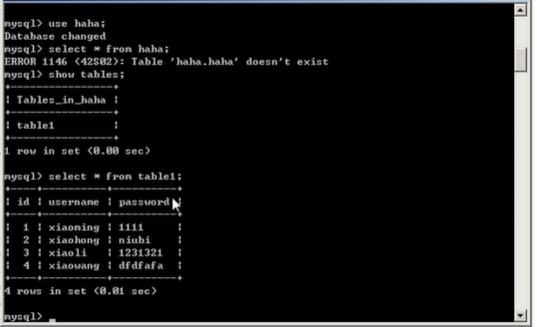 mysql> use haha;
Database changed
mysql> select * from haha;
ERROR 1146 (42S02): Table 'haha.haha' doesn't exist
mysql> show tables;
+----------------+
| Tables_in_haha |
+----------------+
| table1         |
+----------------+
1 row in set (0.00 sec)
mysql> select * from table1;
+----+----------+----------+
| id | username | password |
+----+----------+----------+
|  1 | xiaoming | 1111     |
|  2 | xiaohong | niubi    |
|  3 | xiaoli   | 1231321  |
|  4 | xiaowang | dfdfafa  |
+----+----------+----------+
4 rows in set (0.01 sec)
mysql> _